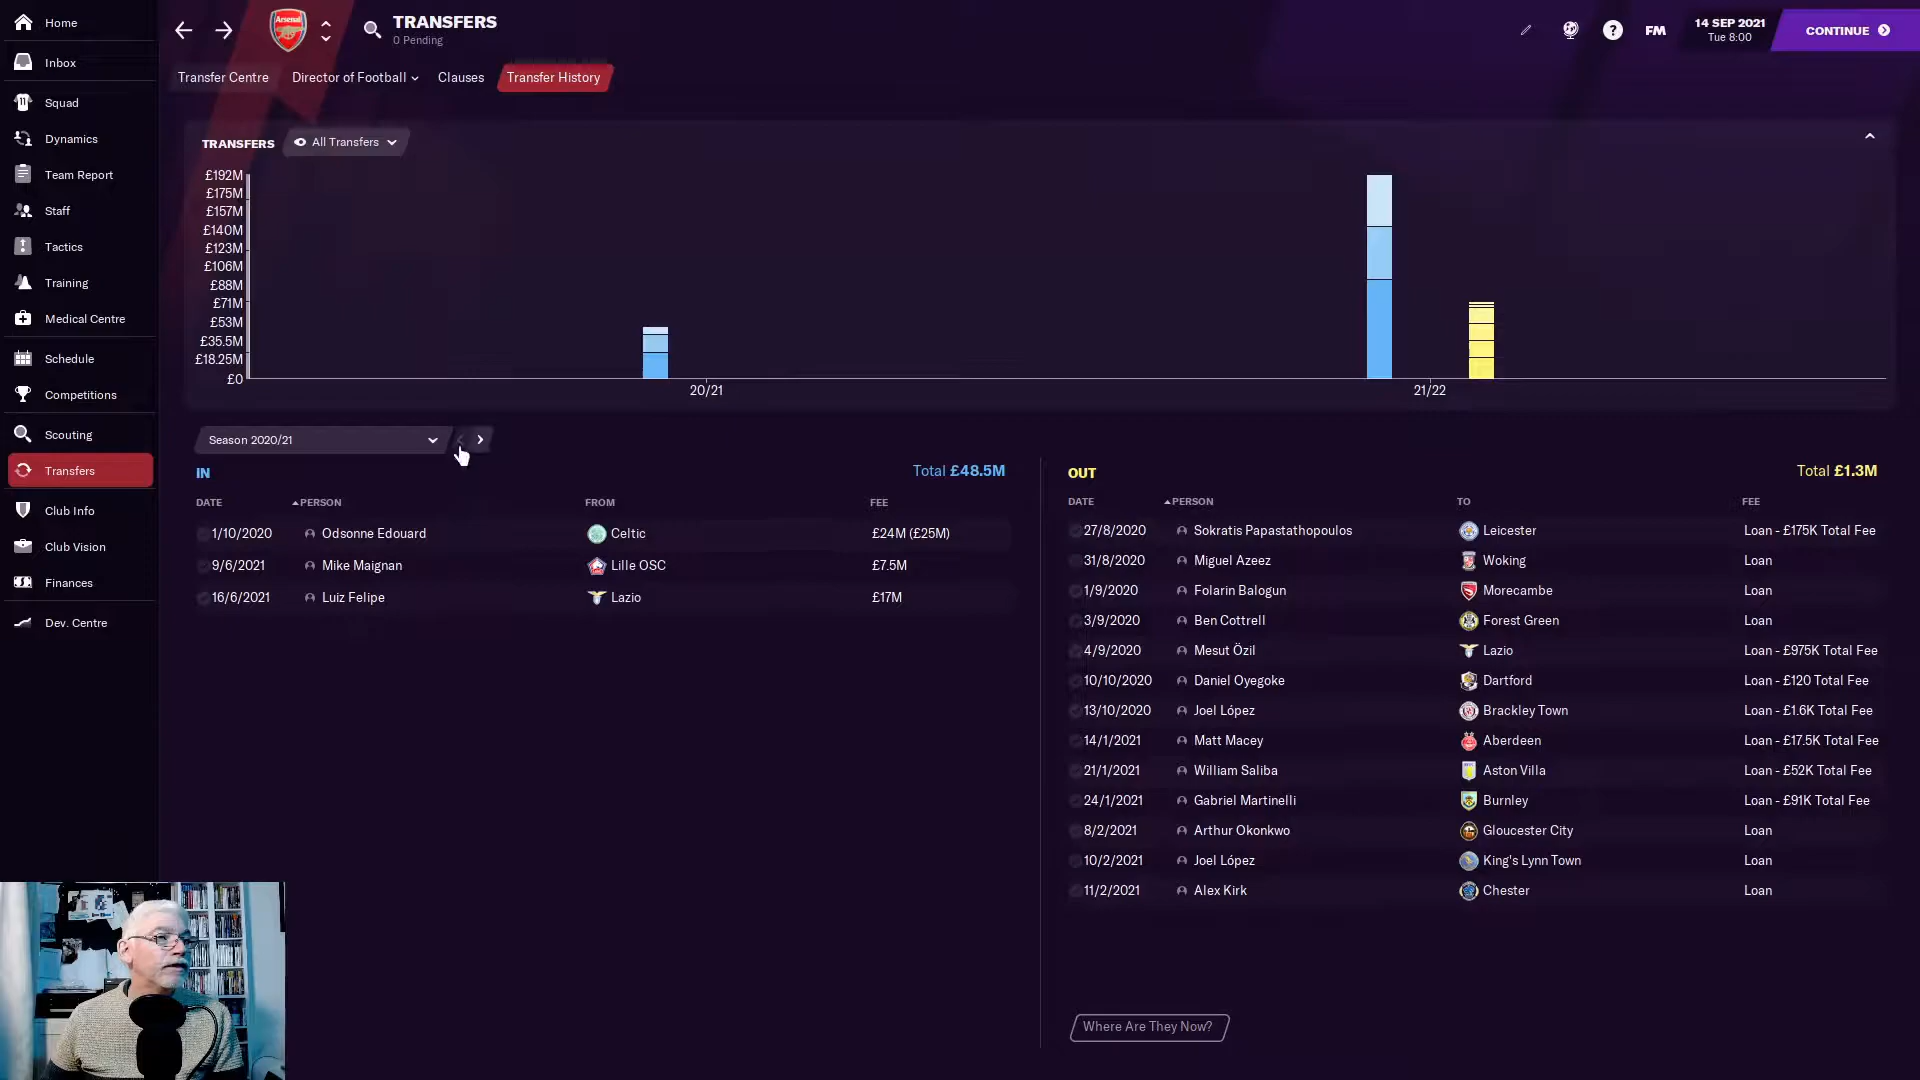 Home
Inbox
Squad
Dynamics
Team Report
Staff
Tactics
Training
Medical Centre
Schedule
Competitions
Scouting
Transfers
Club Info
Club Vision
Finances
Dev. Centre
Arsenal
TRANSFERS
0 Pending
?
FM
14 SEP 2021
Tue 8:00
CONTINUE
Transfer Centre
Director of Football
Clauses
Transfer History
TRANSFERS
All Transfers
£192M
£175M
£157M
£140M
£123M
£106M
£88M
£71M
£53M
£35.5M
£18.25M
£0
20/21
21/22
Season 2020/21
IN
Total £48.5M
DATE PERSON FROM FEE
1/10/2020 Odsonne Edouard Celtic £24M (£25M)
9/6/2021 Mike Maignan Lille OSC £7.5M
16/6/2021 Luiz Felipe Lazio £17M
OUT
Total £1.3M
DATE PERSON TO FEE
27/8/2020 Sokratis Papastathopoulos Leicester Loan - £175K Total Fee
31/8/2020 Miguel Azeez Woking Loan
1/9/2020 Folarin Balogun Morecambe Loan
3/9/2020 Ben Cottrell Forest Green Loan
4/9/2020 Mesut Özil Lazio Loan - £975K Total Fee
10/10/2020 Daniel Oyegoke Dartford Loan - £120 Total Fee
13/10/2020 Joel López Brackley Town Loan - £1.6K Total Fee
14/1/2021 Matt Macey Aberdeen Loan - £17.5K Total Fee
21/1/2021 William Saliba Aston Villa Loan - £52K Total Fee
24/1/2021 Gabriel Martinelli Burnley Loan - £91K Total Fee
8/2/2021 Arthur Okonkwo Gloucester City Loan
10/2/2021 Joel López King's Lynn Town Loan
11/2/2021 Alex Kirk Chester Loan
Where Are They Now?